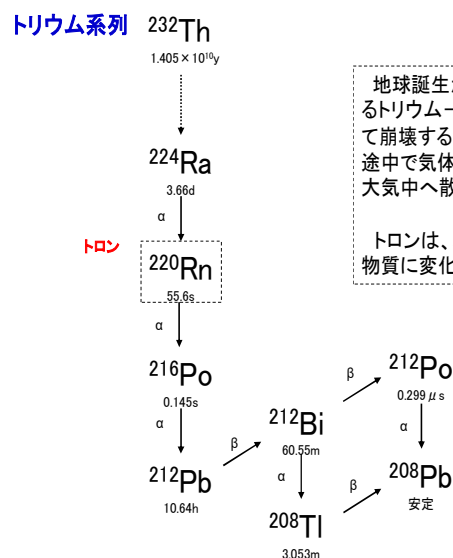 トリウム系列
²³²Th
1.405×10¹⁰y
地球誕生
るトリウム
て崩壊する
途中で気体
大気中へ散
²²⁴Ra
3.66d
α
トロン
²²⁰Rn
55.6s
トロンは、
物質に変化
α
²¹⁶Po
0.145s
α
²¹²Pb
10.64h
β
²¹²Bi
60.55m
β
²¹²Po
0.299μs
α
α
²⁰⁸Tl
3.053m
β
²⁰⁸Pb
安定